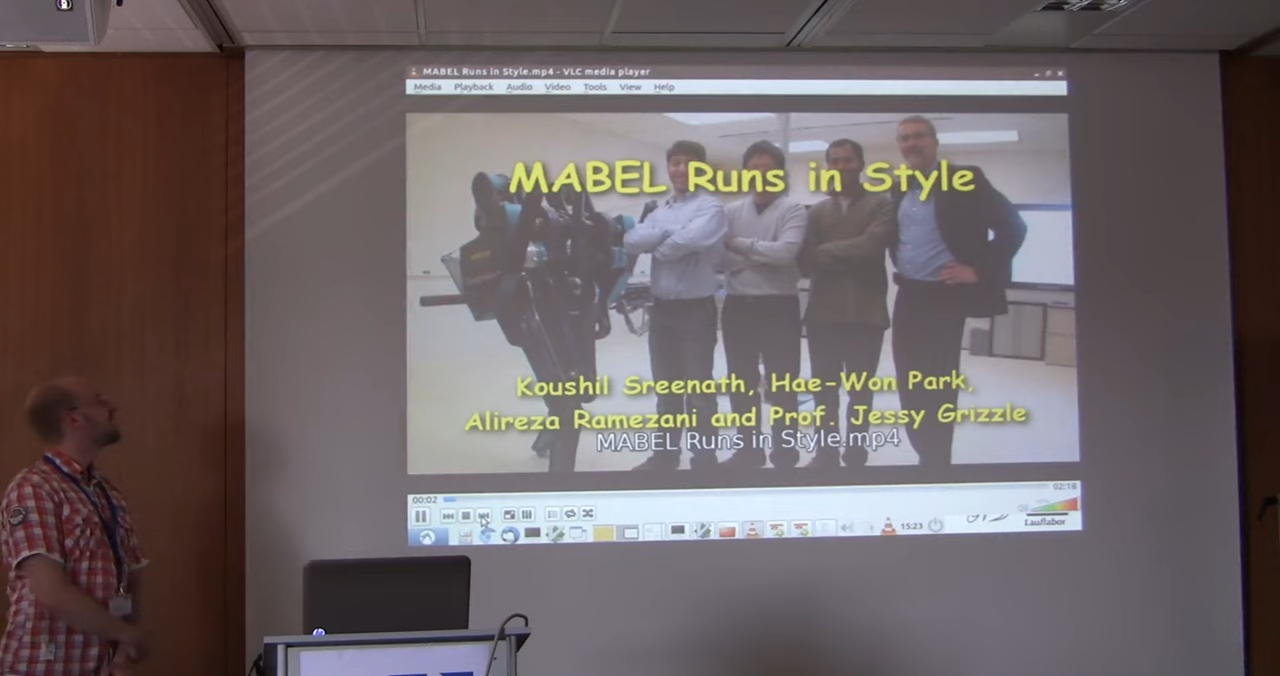 MABEL Runs in Style.mp4 - VLC media player
Media Playback Audio Video Tools View Help
MABEL Runs in Style
Koushil Sreenath, Hae-Won Park,
Alireza Ramezani and Prof. Jessy Grizzle
MABEL Runs in Style.mp4
00:02
02:18
15:23
Lauflabor
hp